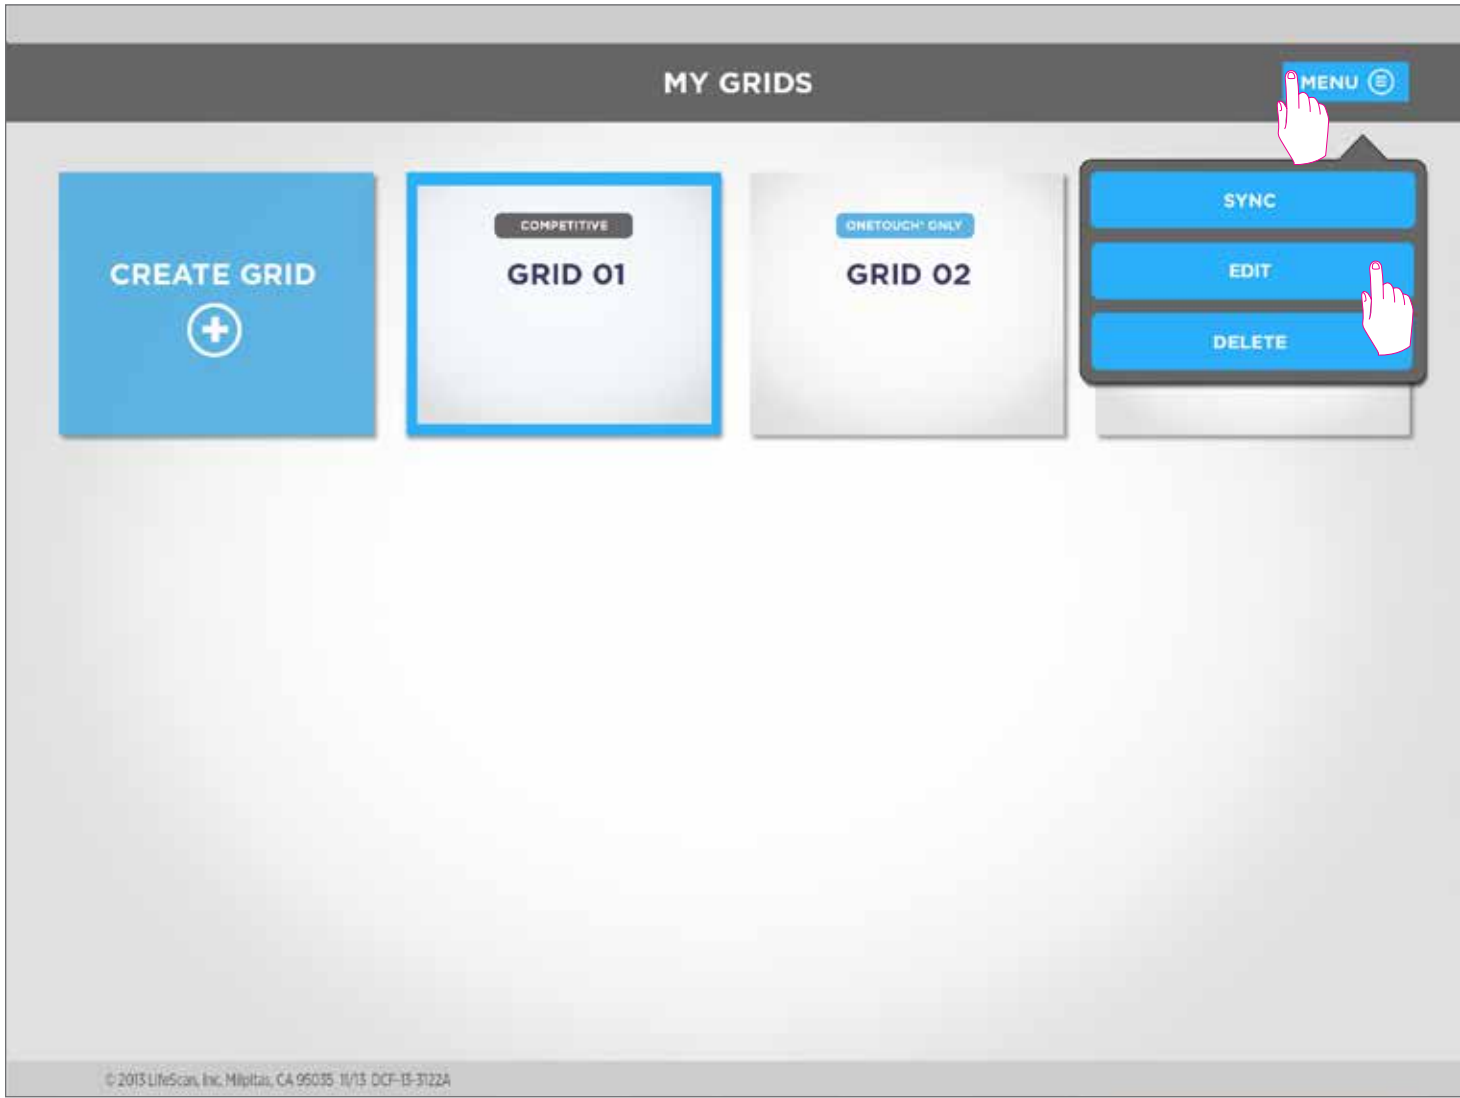 MY GRIDS
MENU
CREATE GRID
COMPETITIVE
GRID 01
ONETOUCH® ONLY
GRID 02
SYNC
EDIT
DELETE
© 2013 LifeScan, Inc. Milpitas, CA 95035 11/13 DCF-13-3122A